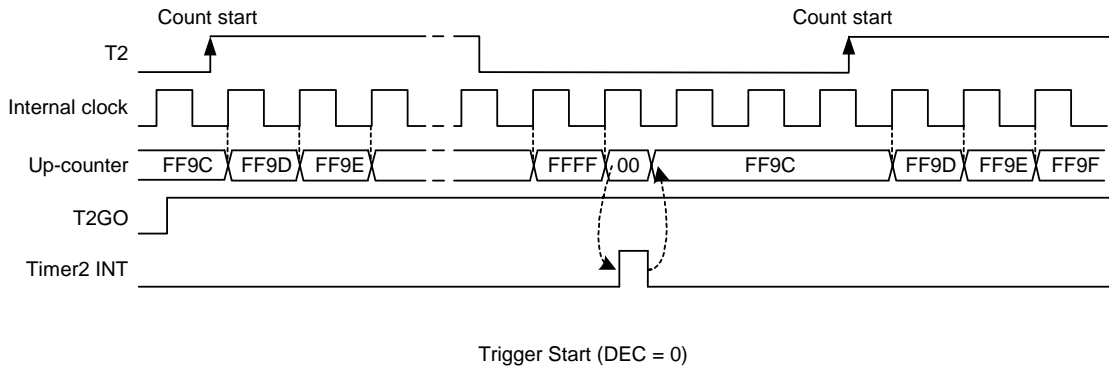 Count start Count start
T2
Internal clock
Up-counter FF9C FF9D FF9E FFFF 00 FF9C FF9D FF9E FF9F
T2GO
Timer2 INT
Trigger Start (DEC = 0)